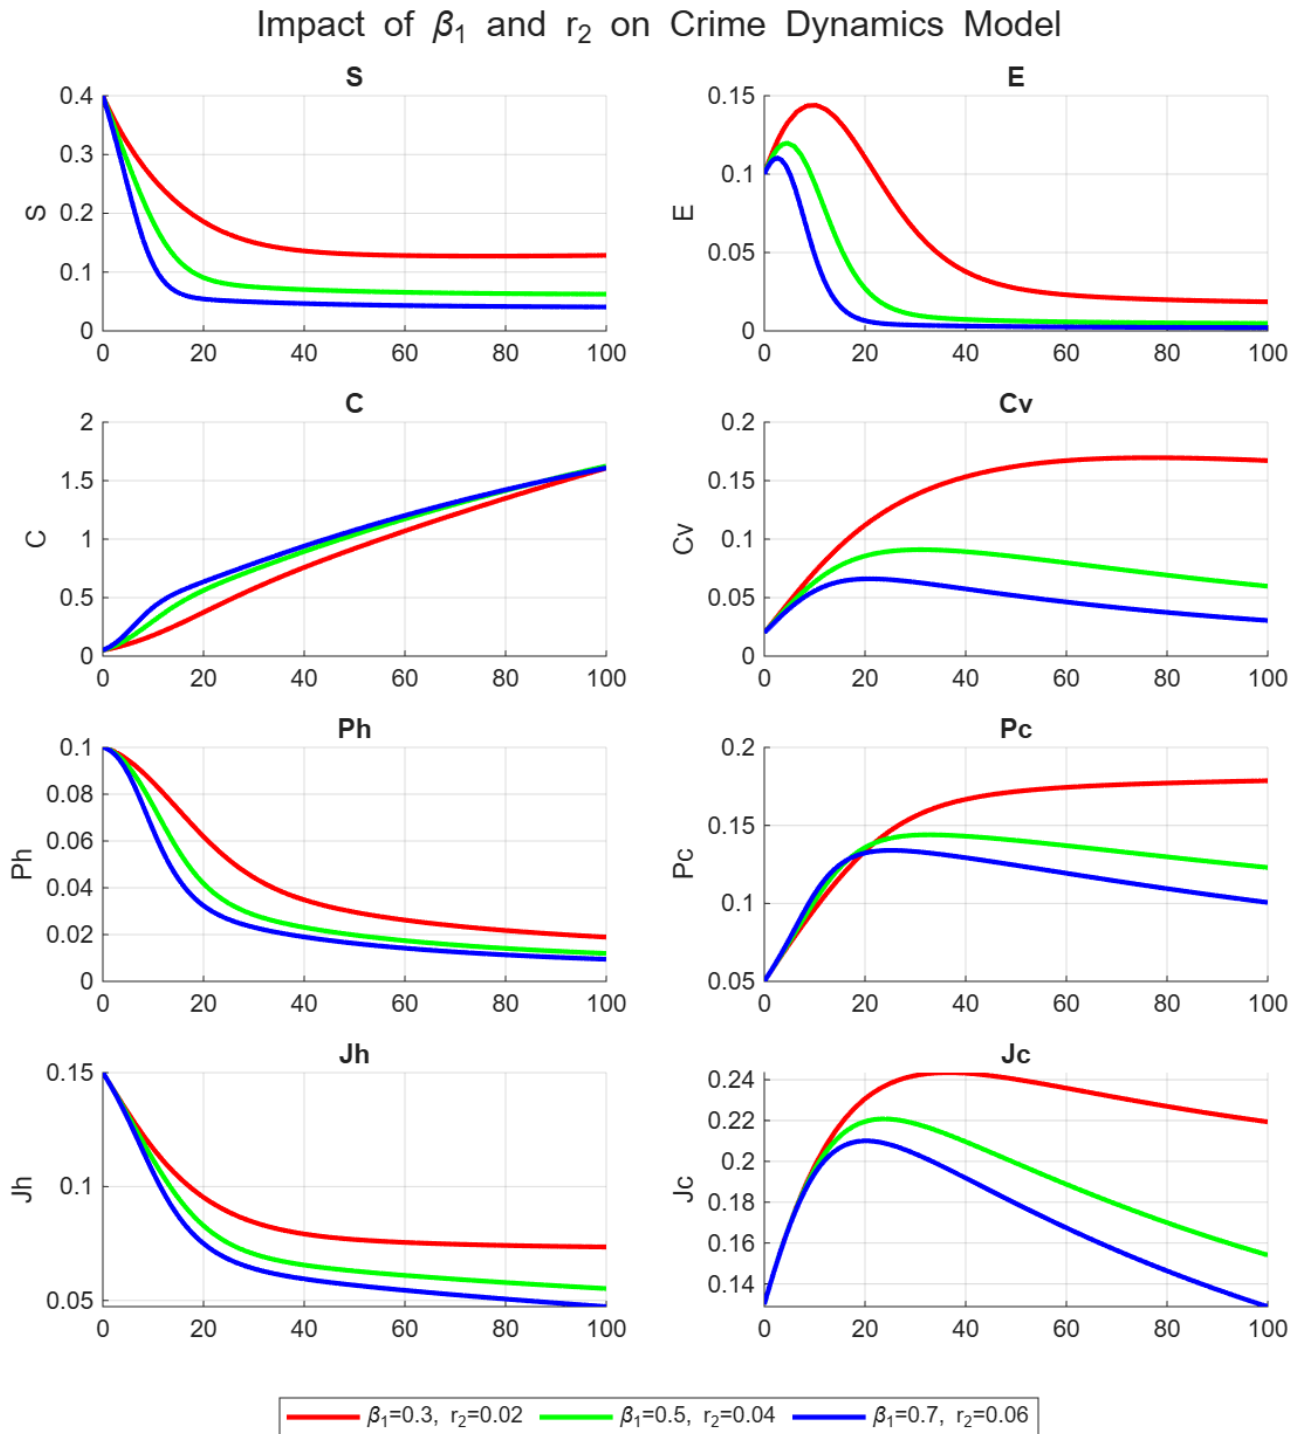 Impact of β₁ and r₂ on Crime Dynamics Model
S
E
0.4
0.3
0.2
0.1
0
S
0 20 40 60 80 100
0.15
0.1
0.05
0
E
0 20 40 60 80 100
C
Cv
2
1.5
1
0.5
0
C
0 20 40 60 80 100
0.2
0.15
0.1
0.05
0
Cv
0 20 40 60 80 100
Ph
Pc
0.1
0.08
0.06
0.04
0.02
0
Ph
0 20 40 60 80 100
0.2
0.15
0.1
0.05
Pc
0 20 40 60 80 100
Jh
Jc
0.15
0.1
0.05
Jh
0 20 40 60 80 100
0.24
0.22
0.2
0.18
0.16
0.14
Jc
0 20 40 60 80 100
β₁=0.3, r₂=0.02 β₁=0.5, r₂=0.04 β₁=0.7, r₂=0.06